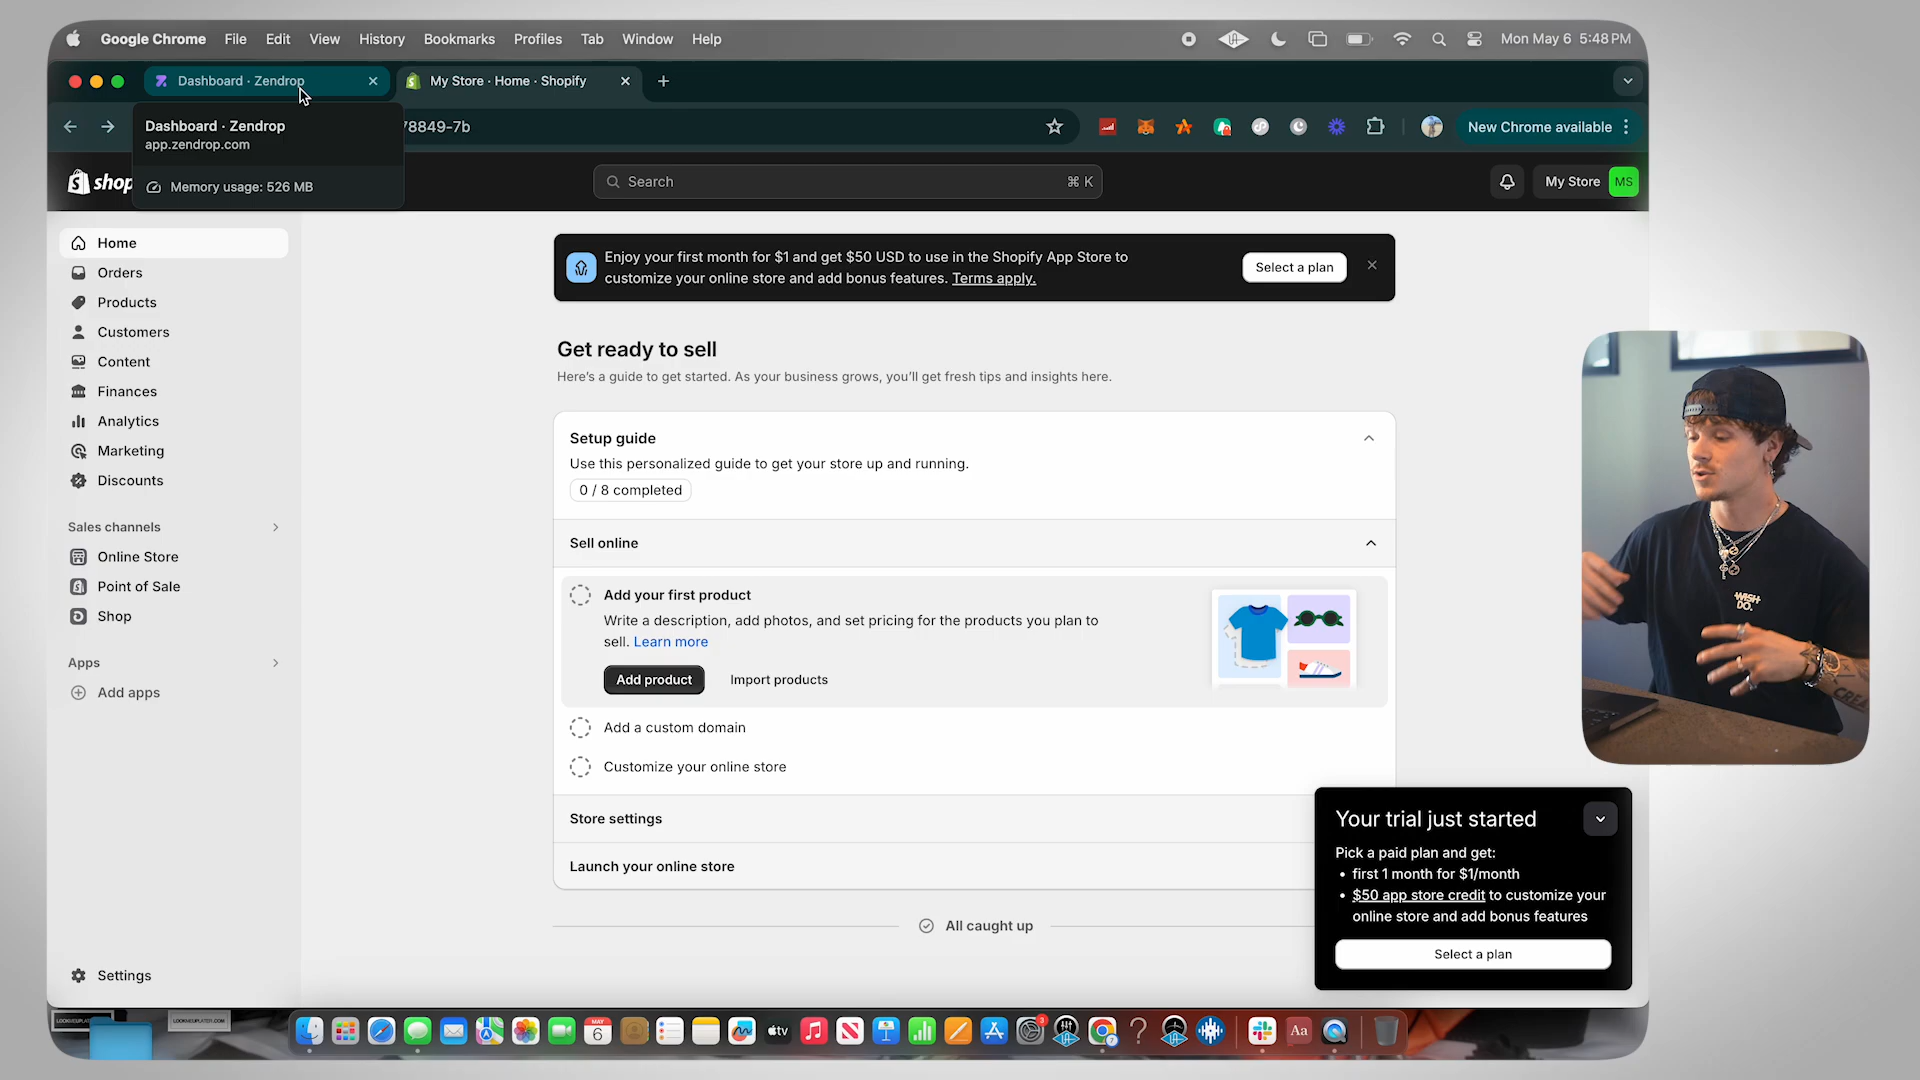 Google Chrome File Edit View History Bookmarks Profiles Tab Window Help
Mon May 6 5:48 PM
Dashboard · Zendrop
My Store · Home · Shopify
Dashboard · Zendrop
app.zendrop.com
Memory usage: 526 MB
78849-7b
New Chrome available
shop
Search
⌘ K
My Store
MS
Home
Orders
Products
Customers
Content
Finances
Analytics
Marketing
Discounts
Sales channels
Online Store
Point of Sale
Shop
Apps
Add apps
Settings
Enjoy your first month for $1 and get $50 USD to use in the Shopify App Store to
customize your online store and add bonus features. Terms apply.
Select a plan
Get ready to sell
Here's a guide to get started. As your business grows, you'll get fresh tips and insights here.
Setup guide
Use this personalized guide to get your store up and running.
0 / 8 completed
Sell online
Add your first product
Write a description, add photos, and set pricing for the products you plan to
sell. Learn more
Add product
Import products
Add a custom domain
Customize your online store
Store settings
Launch your online store
All caught up
Your trial just started
Pick a paid plan and get:
• first 1 month for $1/month
• $50 app store credit to customize your
online store and add bonus features
Select a plan
WISH
DO.
MAY
6
tv
3
7
Aa